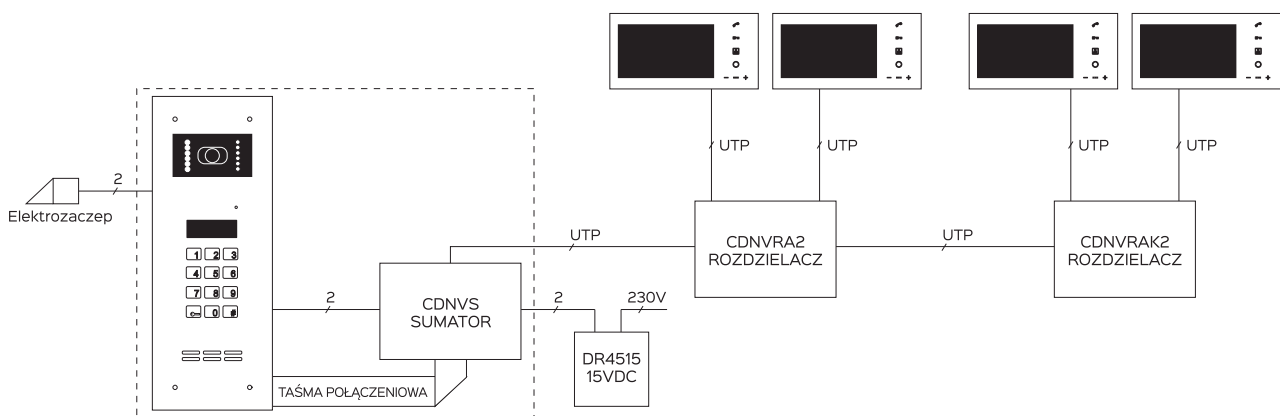 UTP
UTP
UTP
UTP
2
Elektrozaczep
1 2 3
4 5 6
7 8 9
0 #
UTP
CDNVRA2
ROZDZIELACZ
UTP
CDNVRAK2
ROZDZIELACZ
2
CDNVS
SUMATOR
2
230V
DR4515
15VDC
TAŚMA POŁĄCZENIOWA